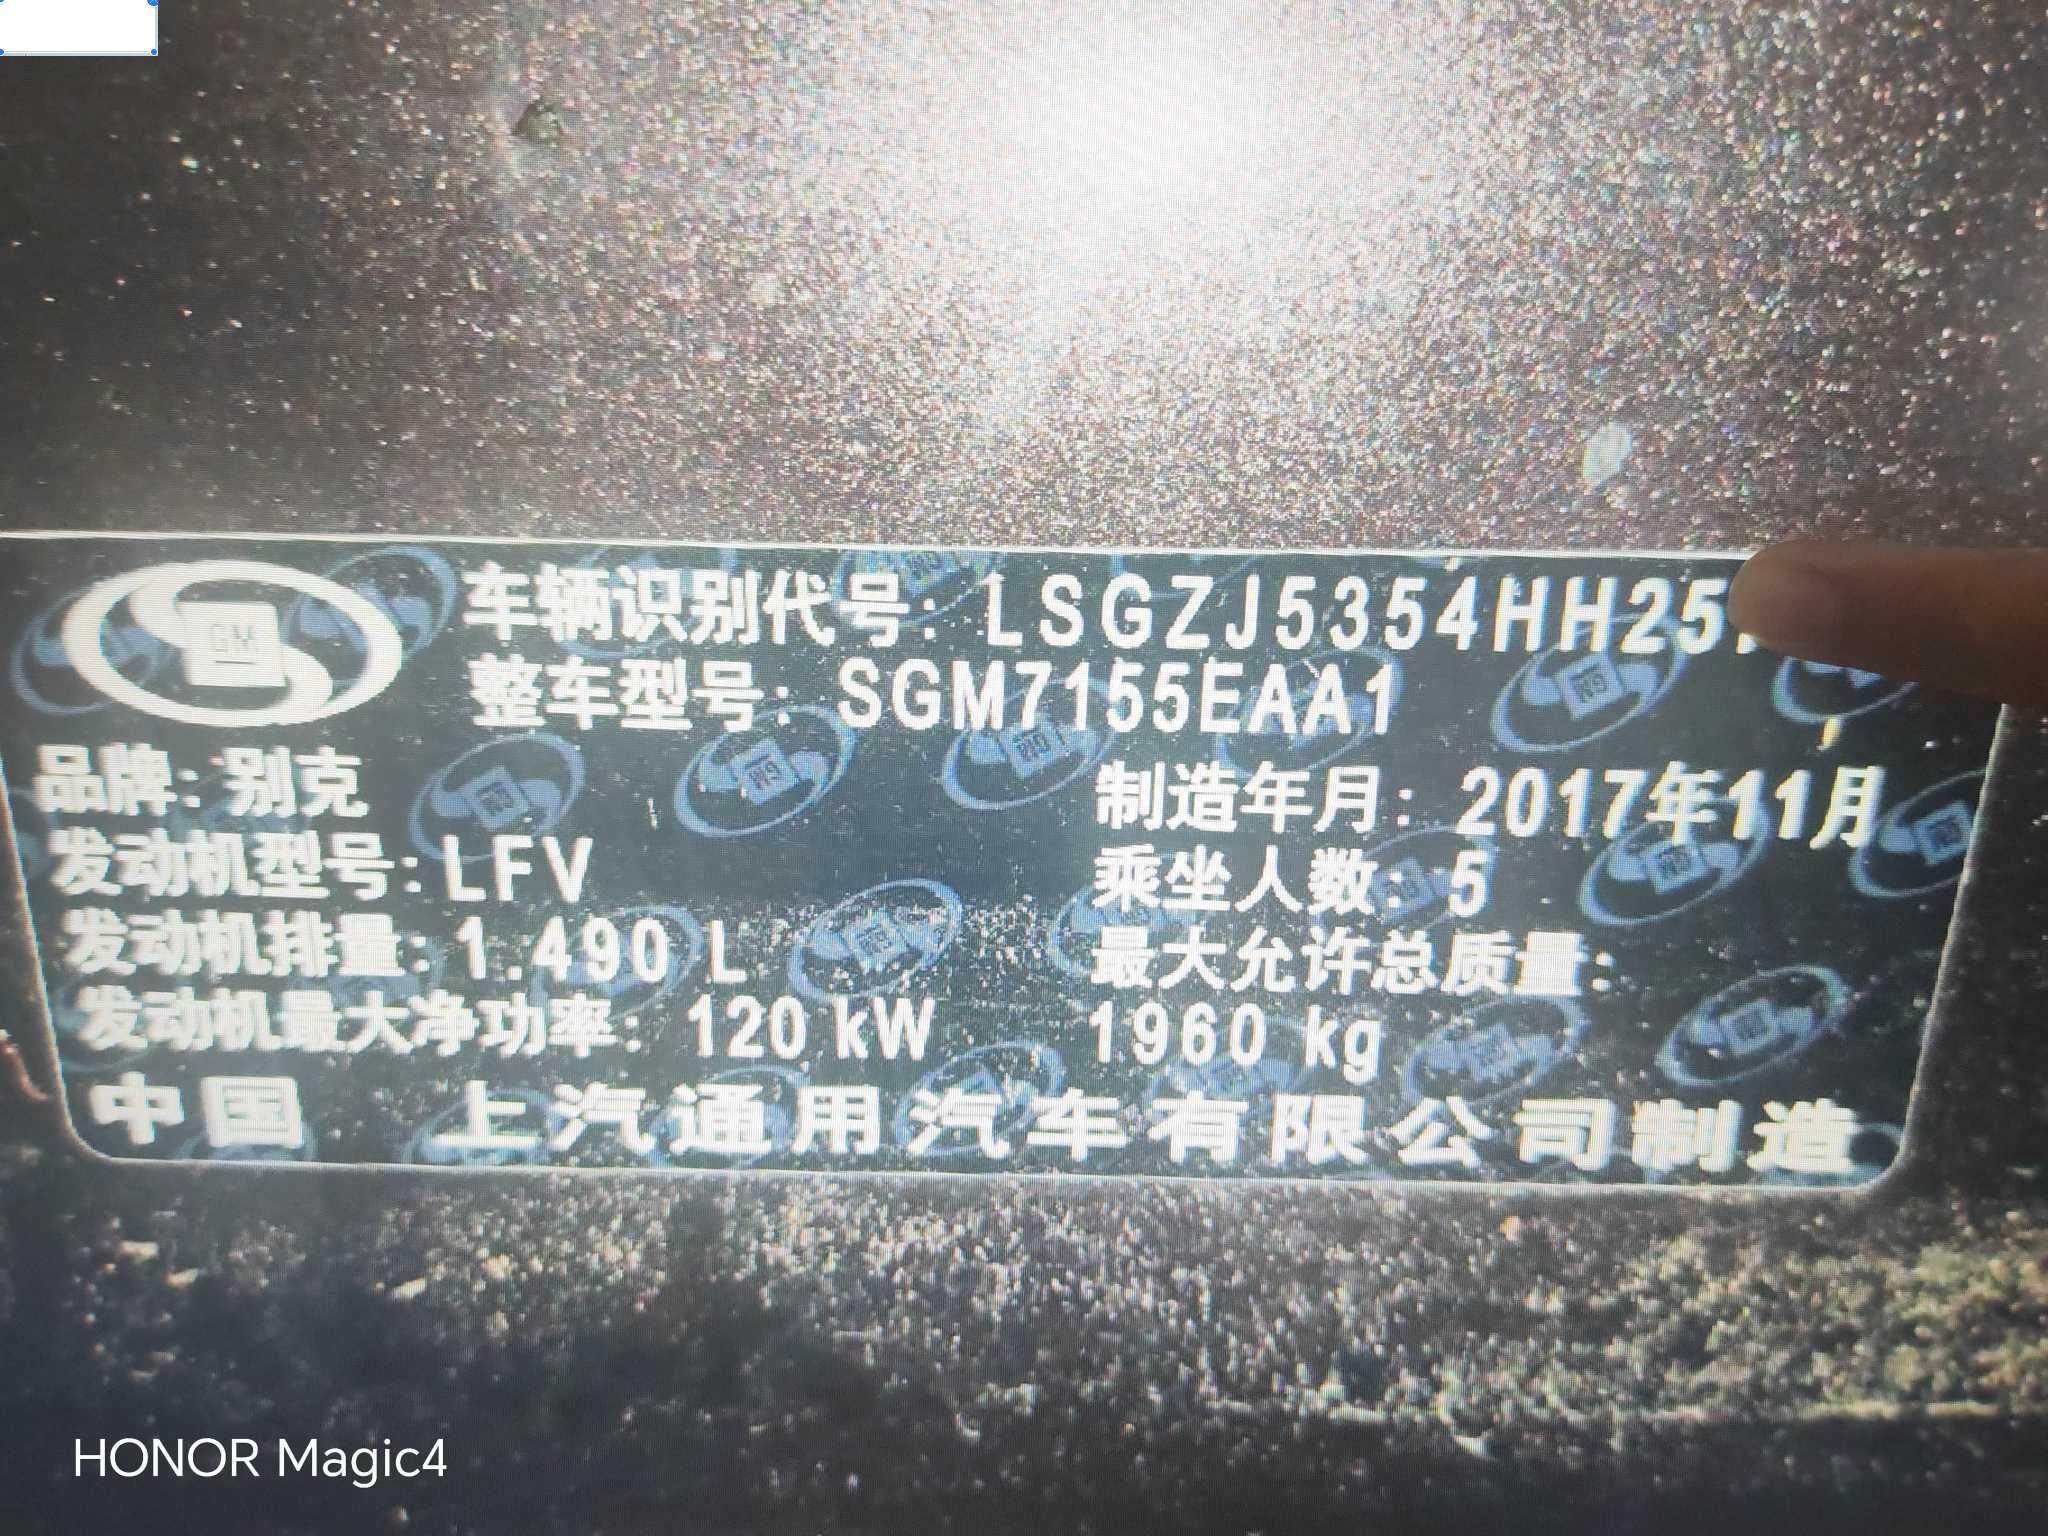 GM
车辆识别代号: LSGZJ5354HH25
整车型号: SGM7155EAA1
品牌: 别克
制造年月: 2017年11月
发动机型号: LFV
乘坐人数: 5
发动机排量: 1.490 L
最大允许总质量:
发动机最大净功率: 120 kW
1960 kg
中国 上汽通用汽车有限公司制造
HONOR Magic4